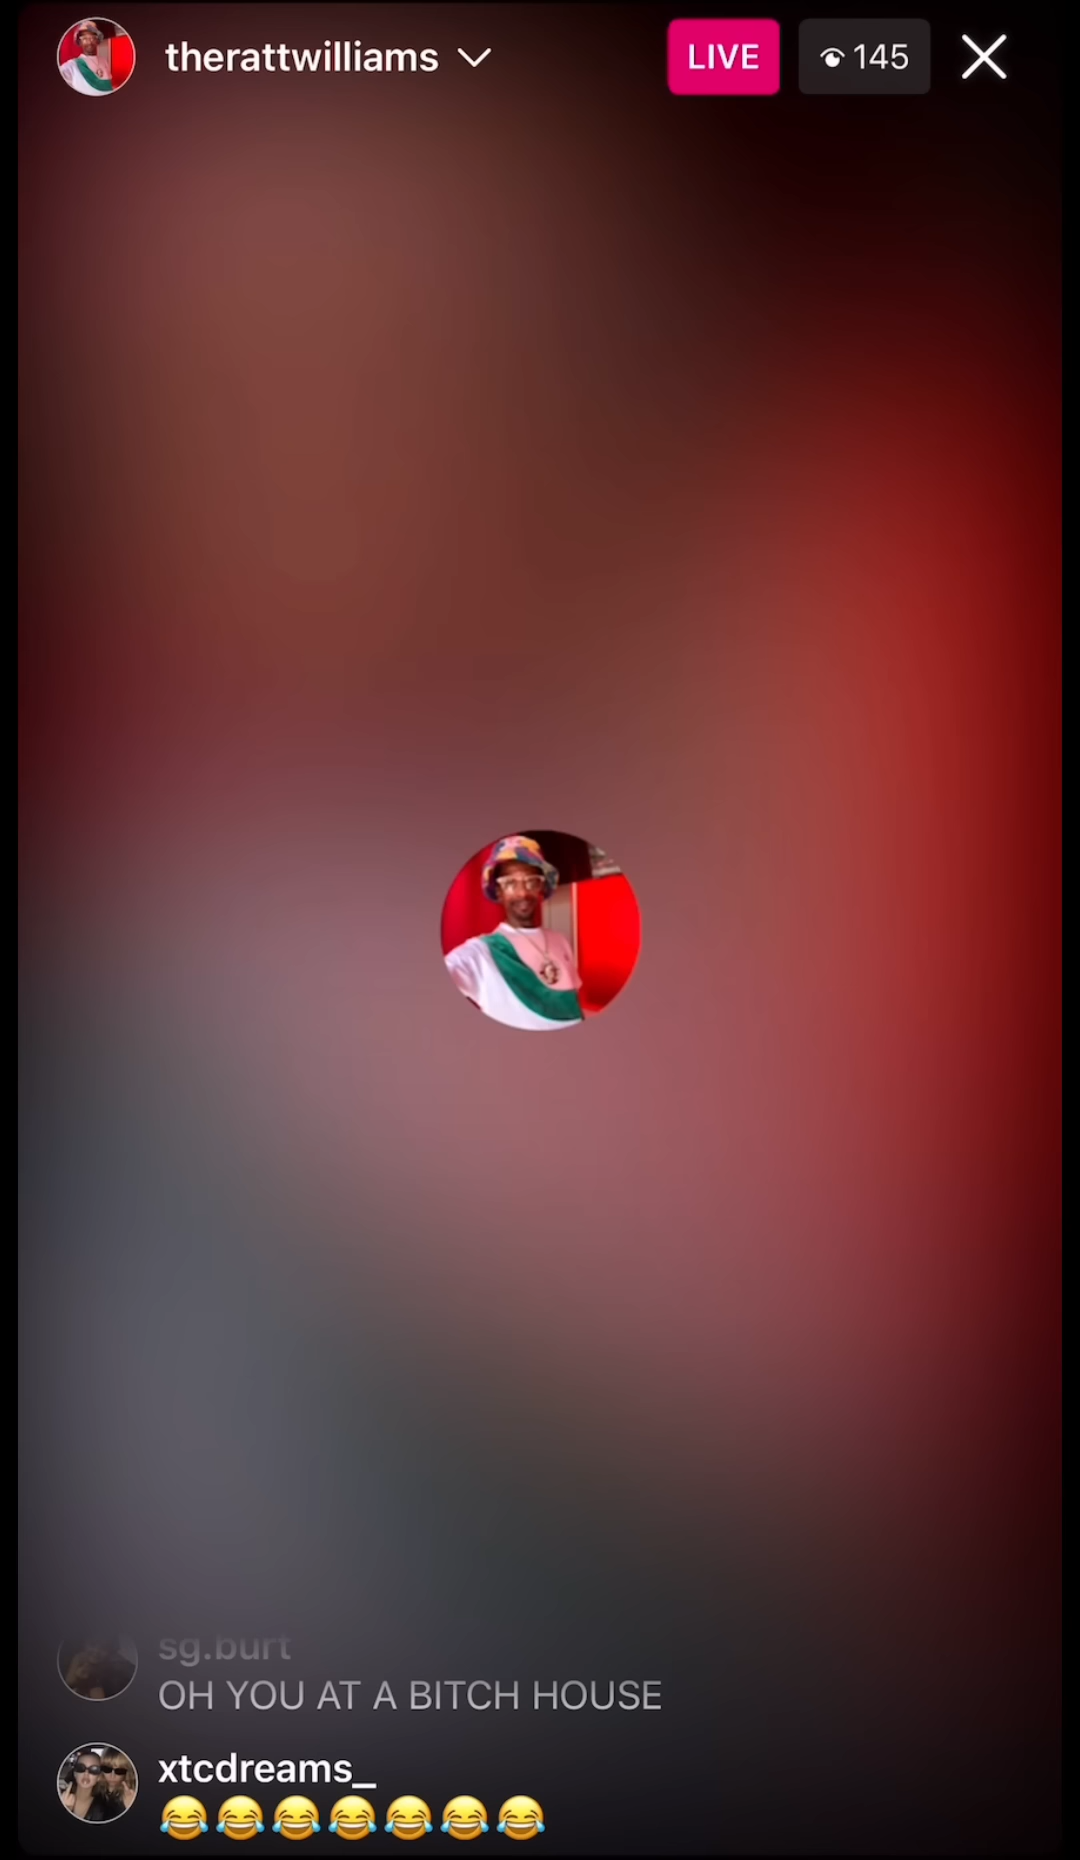 therattwilliams
LIVE
145
sg.burt
OH YOU AT A BITCH HOUSE
xtcdreams_
😂😂😂😂😂😂😂